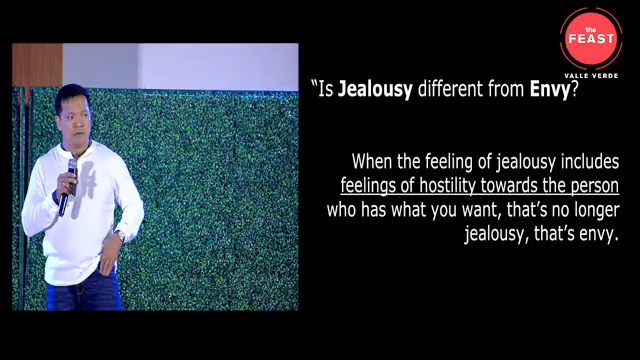 the
FEAST
VALLE VERDE
“Is Jealousy different from Envy?
When the feeling of jealousy includes
feelings of hostility towards the person
who has what you want, that’s no longer
jealousy, that’s envy.